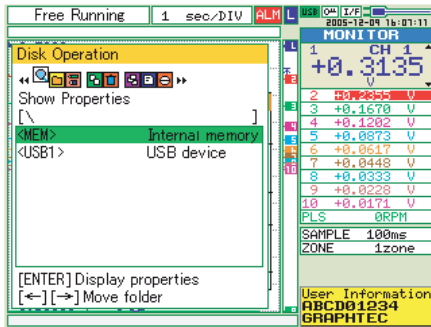 Free Running
1 sec/DIV
ALM
L
USB I/F
2005-12-09 16:01:11
MONITOR
1 CH 1
+0.3135
V
2 +0.2355 V
3 +0.1670 V
4 +0.1202 V
5 +0.0873 V
6 +0.0617 V
7 +0.0448 V
8 +0.0333 V
9 +0.0228 V
10 +0.0171 V
PLS 0RPM
SAMPLE 100ms
ZONE 1zone
User Information
ABCD01234
GRAPHTEC
Disk Operation
Show Properties
[\ ]
<MEM> Internal memory
<USB1> USB device
[ENTER]Display properties
[←][→]Move folder